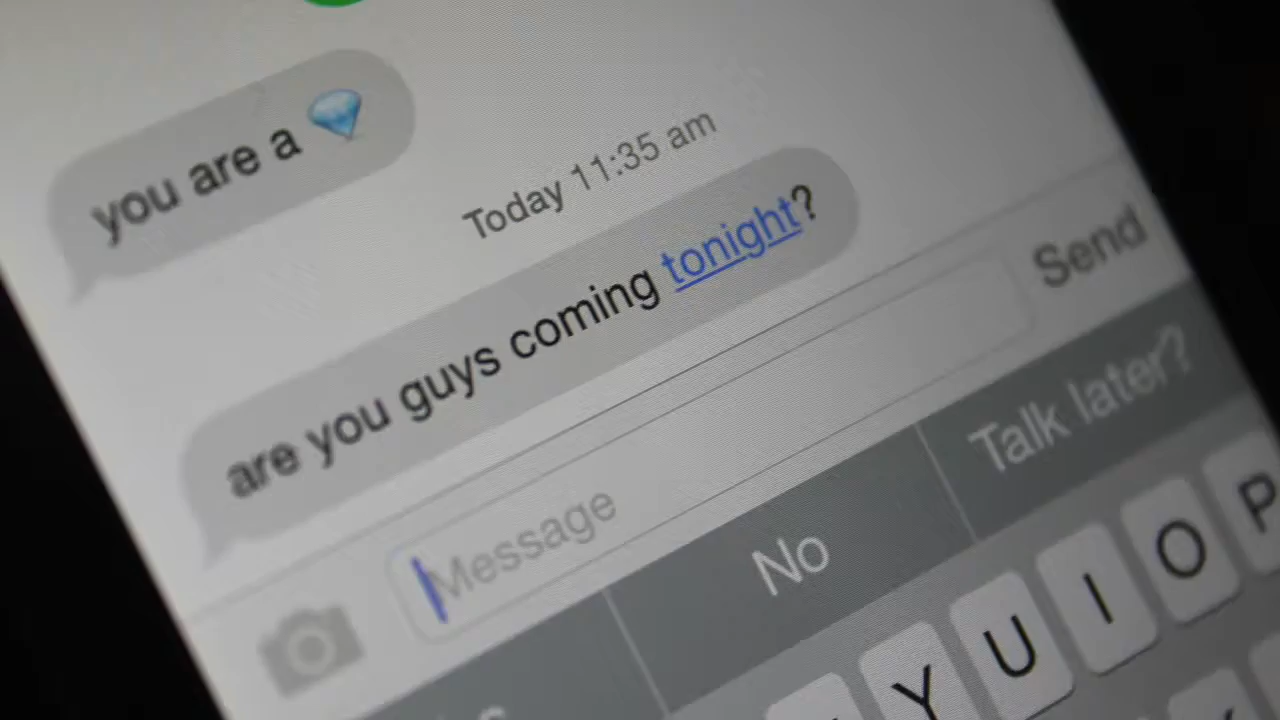 you are a 💎
Today 11:35 am
are you guys coming tonight?
Message
Send
No
Talk later?
Y U I O P